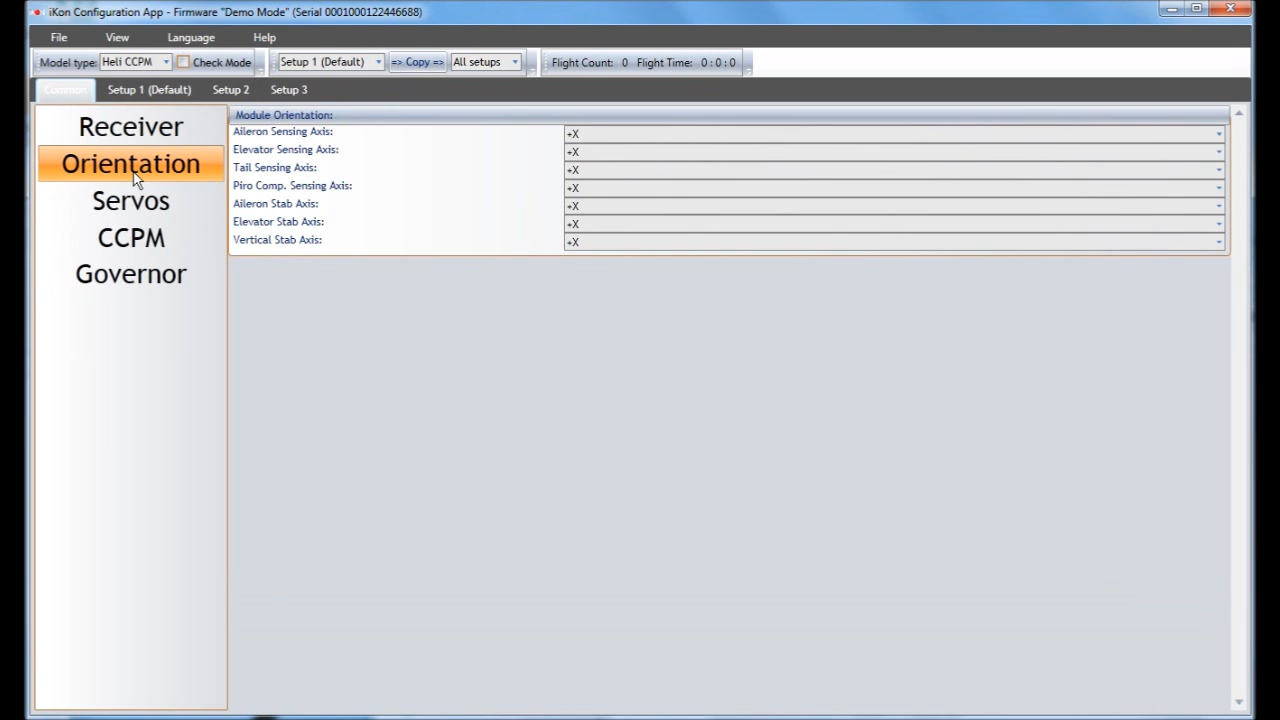 iKon Configuration App - Firmware "Demo Mode" (Serial 0001000122446688)
File View Language Help
Model type: Heli CCPM Check Mode Setup 1 (Default) => Copy => All setups Flight Count: 0 Flight Time: 0 : 0 : 0
Common Setup 1 (Default) Setup 2 Setup 3
Receiver
Orientation
Servos
CCPM
Governor
Module Orientation:
Aileron Sensing Axis: +X
Elevator Sensing Axis: +X
Tail Sensing Axis: +X
Piro Comp. Sensing Axis: +X
Aileron Stab Axis: +X
Elevator Stab Axis: +X
Vertical Stab Axis: +X